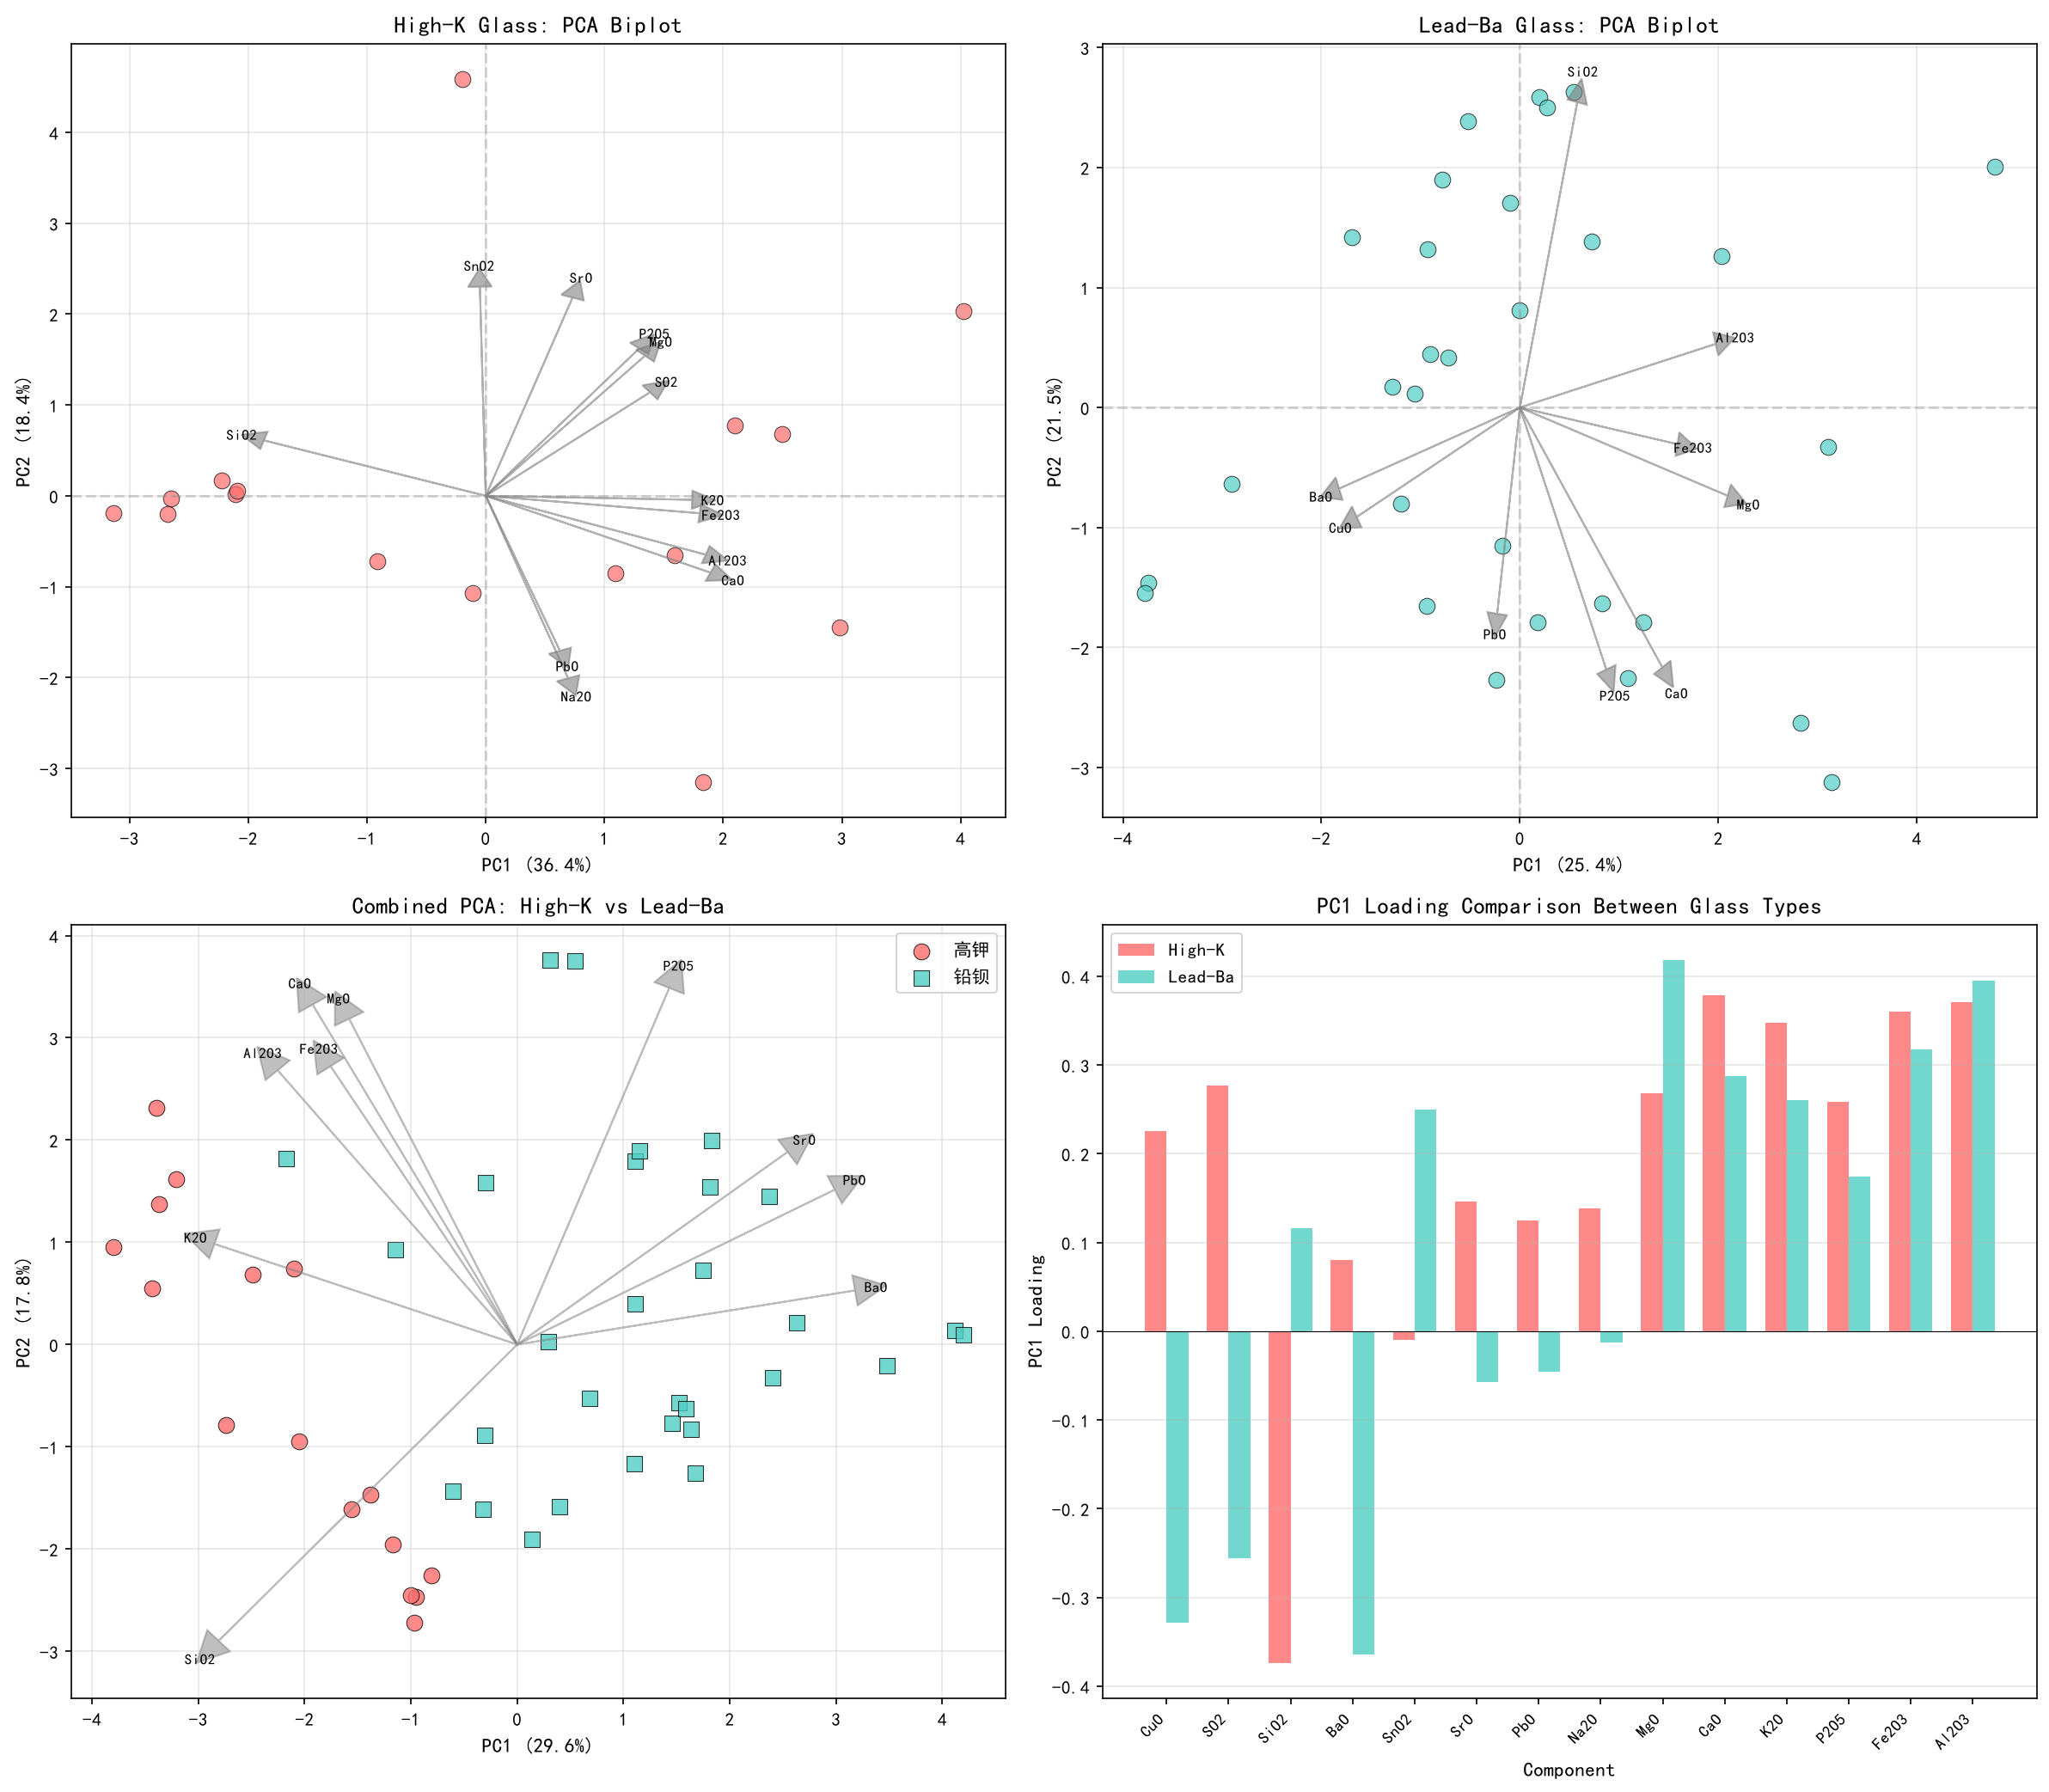 High-K Glass: PCA Biplot
SnO2
SrO
P2O5
MgO
SO2
SiO2
K2O
Fe2O3
Al2O3
CaO
PbO
Na2O
4
3
2
1
0
−1
−2
−3
PC2 (18.4%)
−3
−2
−1
0
1
2
3
4
PC1 (36.4%)
Lead-Ba Glass: PCA Biplot
SiO2
Al2O3
Fe2O3
MgO
BaO
CuO
PbO
P2O5
CaO
3
2
1
0
−1
−2
−3
PC2 (21.5%)
−4
−2
0
2
4
PC1 (25.4%)
Combined PCA: High-K vs Lead-Ba
高钾
铅钡
P2O5
CaO
MgO
Fe2O3
Al2O3
SrO
PbO
K2O
BaO
SiO2
4
3
2
1
0
−1
−2
−3
PC2 (17.8%)
−4
−3
−2
−1
0
1
2
3
4
PC1 (29.6%)
PC1 Loading Comparison Between Glass Types
High-K
Lead-Ba
0.4
0.3
0.2
0.1
0.0
−0.1
−0.2
−0.3
−0.4
PC1 Loading
CuO
SO2
SiO2
BaO
SnO2
SrO
PbO
Na2O
MgO
CaO
K2O
P2O5
Fe2O3
Al2O3
Component